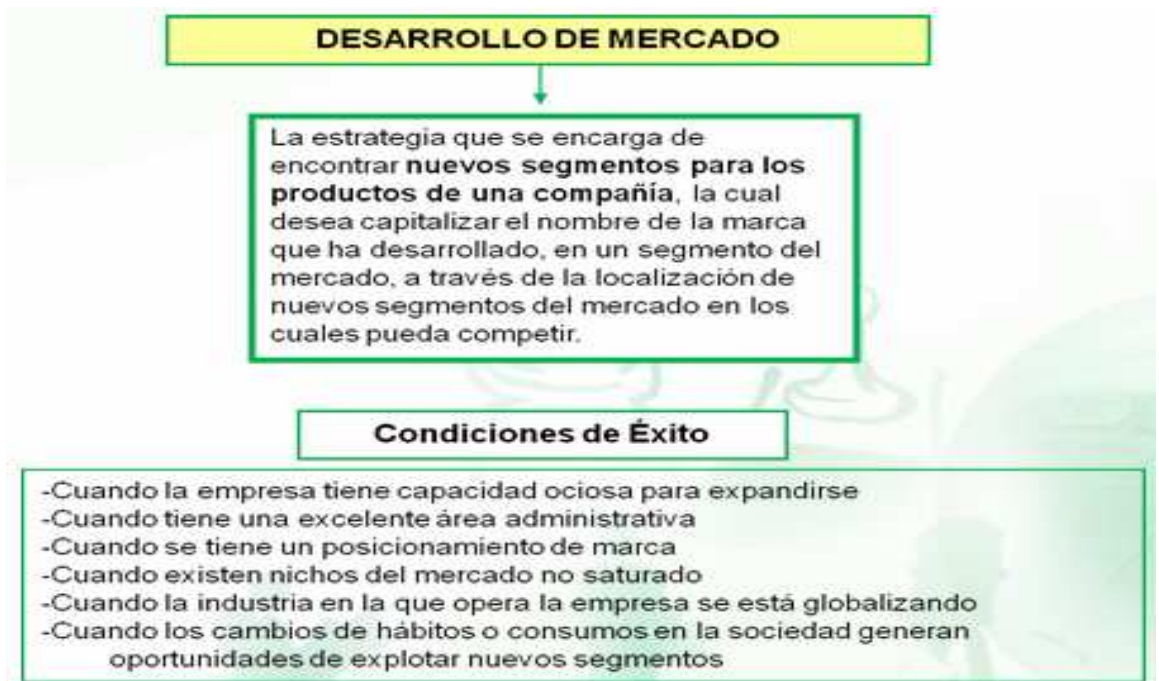 DESARROLLO DE MERCADO
La estrategia que se encarga de
encontrar nuevos segmentos para los
productos de una compañía, la cual
desea capitalizar el nombre de la marca
que ha desarrollado, en un segmento del
mercado, a través de la localización de
nuevos segmentos del mercado en los
cuales pueda competir.
Condiciones de Éxito
-Cuando la empresa tiene capacidad ociosa para expandirse
-Cuando tiene una excelente área administrativa
-Cuando se tiene un posicionamiento de marca
-Cuando existen nichos del mercado no saturado
-Cuando la industria en la que opera la empresa se está globalizando
-Cuando los cambios de hábitos o consumos en la sociedad generan
oportunidades de explotar nuevos segmentos